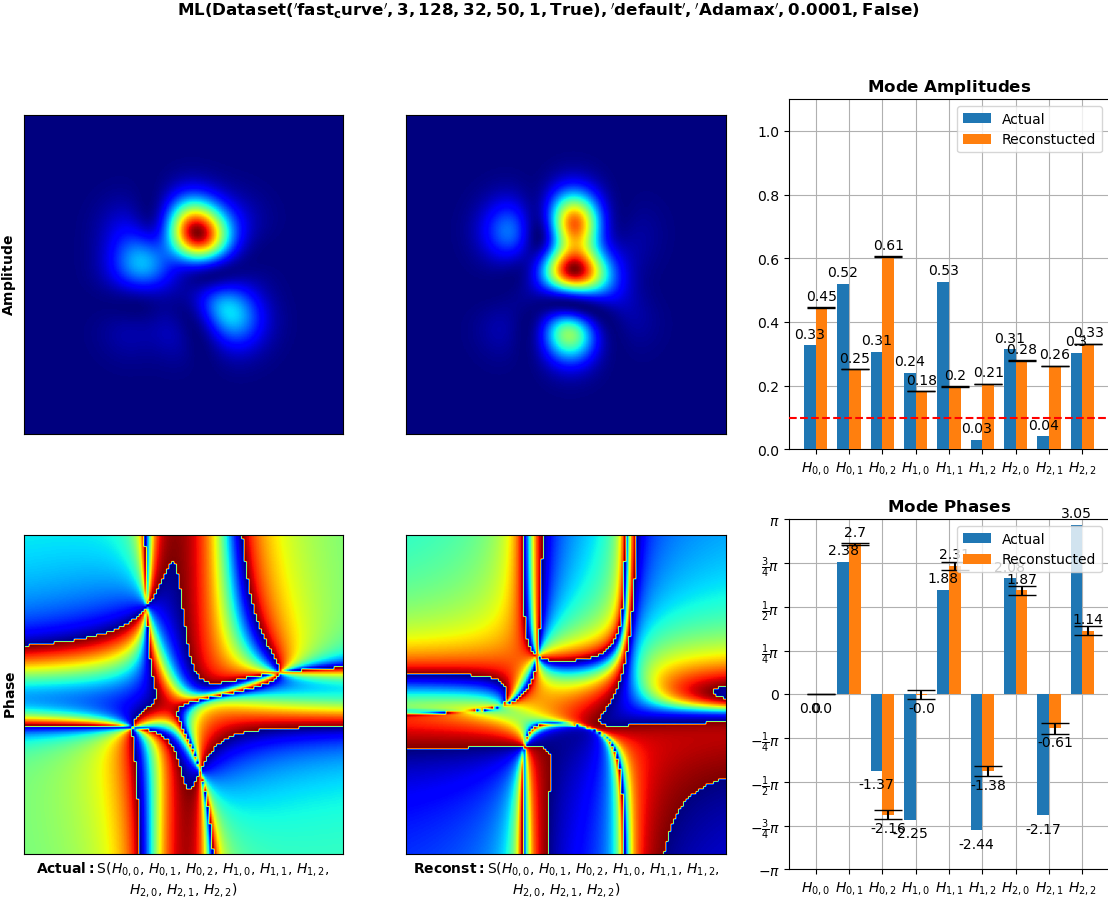 ML(Dataset('fast_curve', 3, 128, 32, 50, 1, True), 'default', 'Adamax', 0.0001, False)
Amplitude
Mode Amplitudes
Actual
Reconstucted
1.0
0.8
0.6
0.4
0.2
0.0
0.33
0.45
0.52
0.25
0.31
0.61
0.24
0.18
0.53
0.2
0.03
0.21
0.31
0.28
0.04
0.26
0.3
0.33
H0,0 H0,1 H0,2 H1,0 H1,1 H1,2 H2,0 H2,1 H2,2
Phase
Actual: S(H0,0, H0,1, H0,2, H1,0, H1,1, H1,2,
H2,0, H2,1, H2,2)
Reconst: S(H0,0, H0,1, H0,2, H1,0, H1,1, H1,2,
H2,0, H2,1, H2,2)
Mode Phases
Actual
Reconstucted
π
3/4π
1/2π
1/4π
0
−1/4π
−1/2π
−3/4π
−π
0.0
0.0
2.38
2.7
-1.37
-2.16
-2.25
-0.0
1.88
2.31
-2.44
-1.38
2.08
1.87
-2.17
-0.61
3.05
1.14
H0,0 H0,1 H0,2 H1,0 H1,1 H1,2 H2,0 H2,1 H2,2